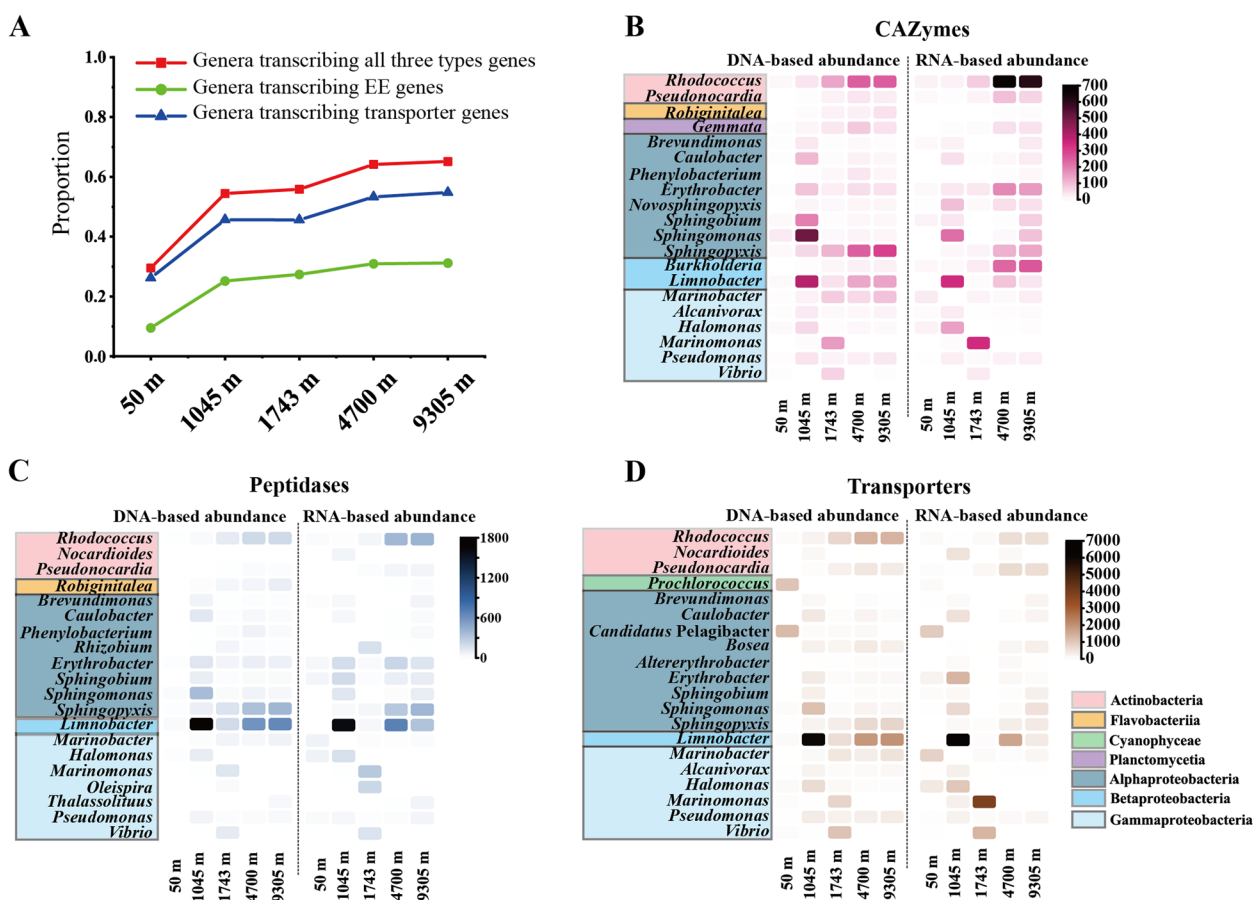 A
1.0
0.8
0.6
0.4
0.2
0.0
Proportion
Genera transcribing all three types genes
Genera transcribing EE genes
Genera transcribing transporter genes
50 m
1045 m
1743 m
4700 m
9305 m
B
CAZymes
DNA-based abundance
RNA-based abundance
Rhodococcus
Pseudonocardia
Robiginitalea
Gemmata
Brevundimonas
Caulobacter
Phenylobacterium
Erythrobacter
Novosphingopyxis
Sphingobium
Sphingomonas
Sphingopyxis
Burkholderia
Limnobacter
Marinobacter
Alcanivorax
Halomonas
Marinomonas
Pseudomonas
Vibrio
50 m
1045 m
1743 m
4700 m
9305 m
50 m
1045 m
1743 m
4700 m
9305 m
700
600
500
400
300
200
100
0
C
Peptidases
DNA-based abundance
RNA-based abundance
Rhodococcus
Nocardioides
Pseudonocardia
Robiginitalea
Brevundimonas
Caulobacter
Phenylobacterium
Rhizobium
Erythrobacter
Sphingobium
Sphingomonas
Sphingopyxis
Limnobacter
Marinobacter
Halomonas
Marinomonas
Oleispira
Thalassolituus
Pseudomonas
Vibrio
50 m
1045 m
1743 m
4700 m
9305 m
50 m
1045 m
1743 m
4700 m
9305 m
1800
1200
600
0
D
Transporters
DNA-based abundance
RNA-based abundance
Rhodococcus
Nocardioides
Pseudonocardia
Prochlorococcus
Brevundimonas
Caulobacter
Candidatus Pelagibacter
Bosea
Altererythrobacter
Erythrobacter
Sphingobium
Sphingomonas
Sphingopyxis
Limnobacter
Marinobacter
Alcanivorax
Halomonas
Marinomonas
Pseudomonas
Vibrio
50 m
1045 m
1743 m
4700 m
9305 m
50 m
1045 m
1743 m
4700 m
9305 m
7000
6000
5000
4000
3000
2000
1000
0
Actinobacteria
Flavobacteriia
Cyanophyceae
Planctomycetia
Alphaproteobacteria
Betaproteobacteria
Gammaproteobacteria